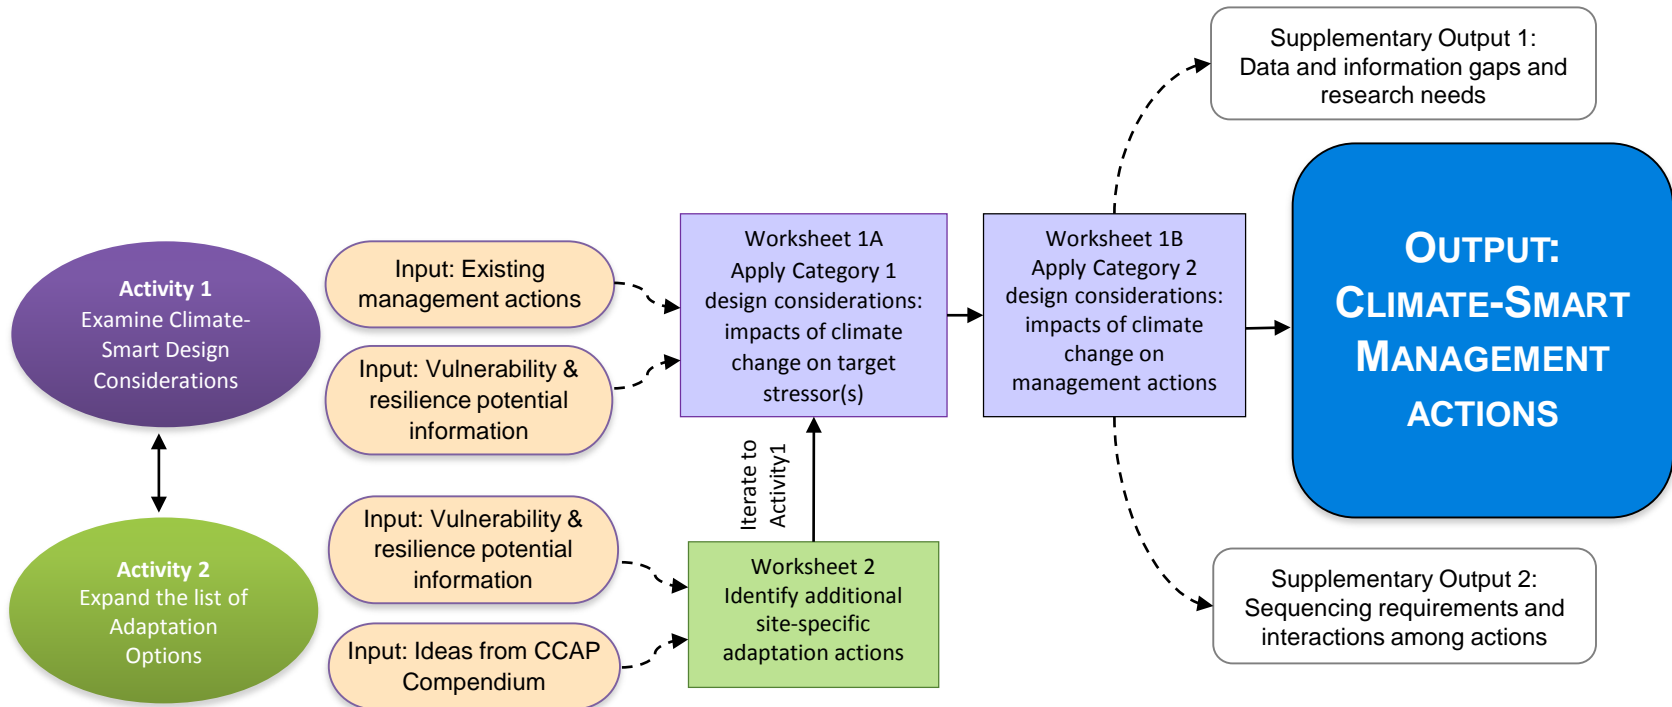 Activity 1
Examine Climate-
Smart Design
Considerations
Activity 2
Expand the list of
Adaptation
Options
Input: Existing
management actions
Input: Vulnerability &
resilience potential
information
Input: Vulnerability &
resilience potential
information
Input: Ideas from CCAP
Compendium
Worksheet 1A
Apply Category 1
design considerations:
impacts of climate
change on target
stressor(s)
Iterate to
Activity1
Worksheet 2
Identify additional
site-specific
adaptation actions
Worksheet 1B
Apply Category 2
design considerations:
impacts of climate
change on
management actions
Supplementary Output 1:
Data and information gaps and
research needs
OUTPUT:
CLIMATE-SMART
MANAGEMENT
ACTIONS
Supplementary Output 2:
Sequencing requirements and
interactions among actions